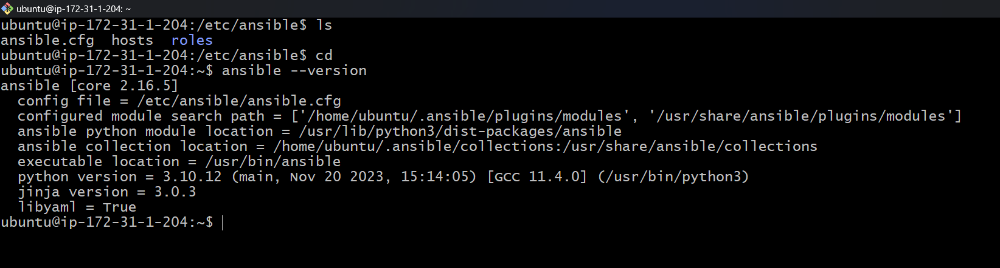 ubuntu@ip-172-31-1-204: ~
ubuntu@ip-172-31-1-204:/etc/ansible$ ls
ansible.cfg  hosts  roles
ubuntu@ip-172-31-1-204:/etc/ansible$ cd
ubuntu@ip-172-31-1-204:~$ ansible --version
ansible [core 2.16.5]
  config file = /etc/ansible/ansible.cfg
  configured module search path = ['/home/ubuntu/.ansible/plugins/modules', '/usr/share/ansible/plugins/modules']
  ansible python module location = /usr/lib/python3/dist-packages/ansible
  ansible collection location = /home/ubuntu/.ansible/collections:/usr/share/ansible/collections
  executable location = /usr/bin/ansible
  python version = 3.10.12 (main, Nov 20 2023, 15:14:05) [GCC 11.4.0] (/usr/bin/python3)
  jinja version = 3.0.3
  libyaml = True
ubuntu@ip-172-31-1-204:~$